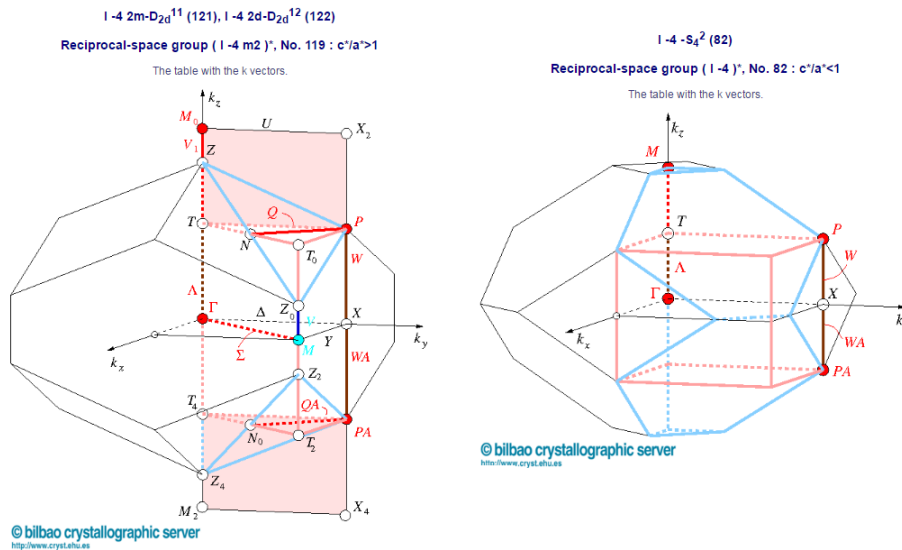 I -4 2m-D2d11 (121), I -4 2d-D2d12 (122)
Reciprocal-space group ( I -4 m2 )*, No. 119 : c*/a*>1
The table with the k vectors.
kz
M0
U
X2
V1
Z
T
Q
P
N
T0
W
Λ
Γ
Δ
Z0
V
X
kx
Σ
M
Y
ky
WA
Z2
T4
QA
N0
T2
PA
Z4
M2
X4
© bilbao crystallographic server
http://www.cryst.ehu.es
I -4 -S42 (82)
Reciprocal-space group ( I -4 )*, No. 82 : c*/a*<1
The table with the k vectors.
kz
M
T
P
W
Λ
Γ
X
kx
WA
PA
© bilbao crystallographic server
http://www.cryst.ehu.es